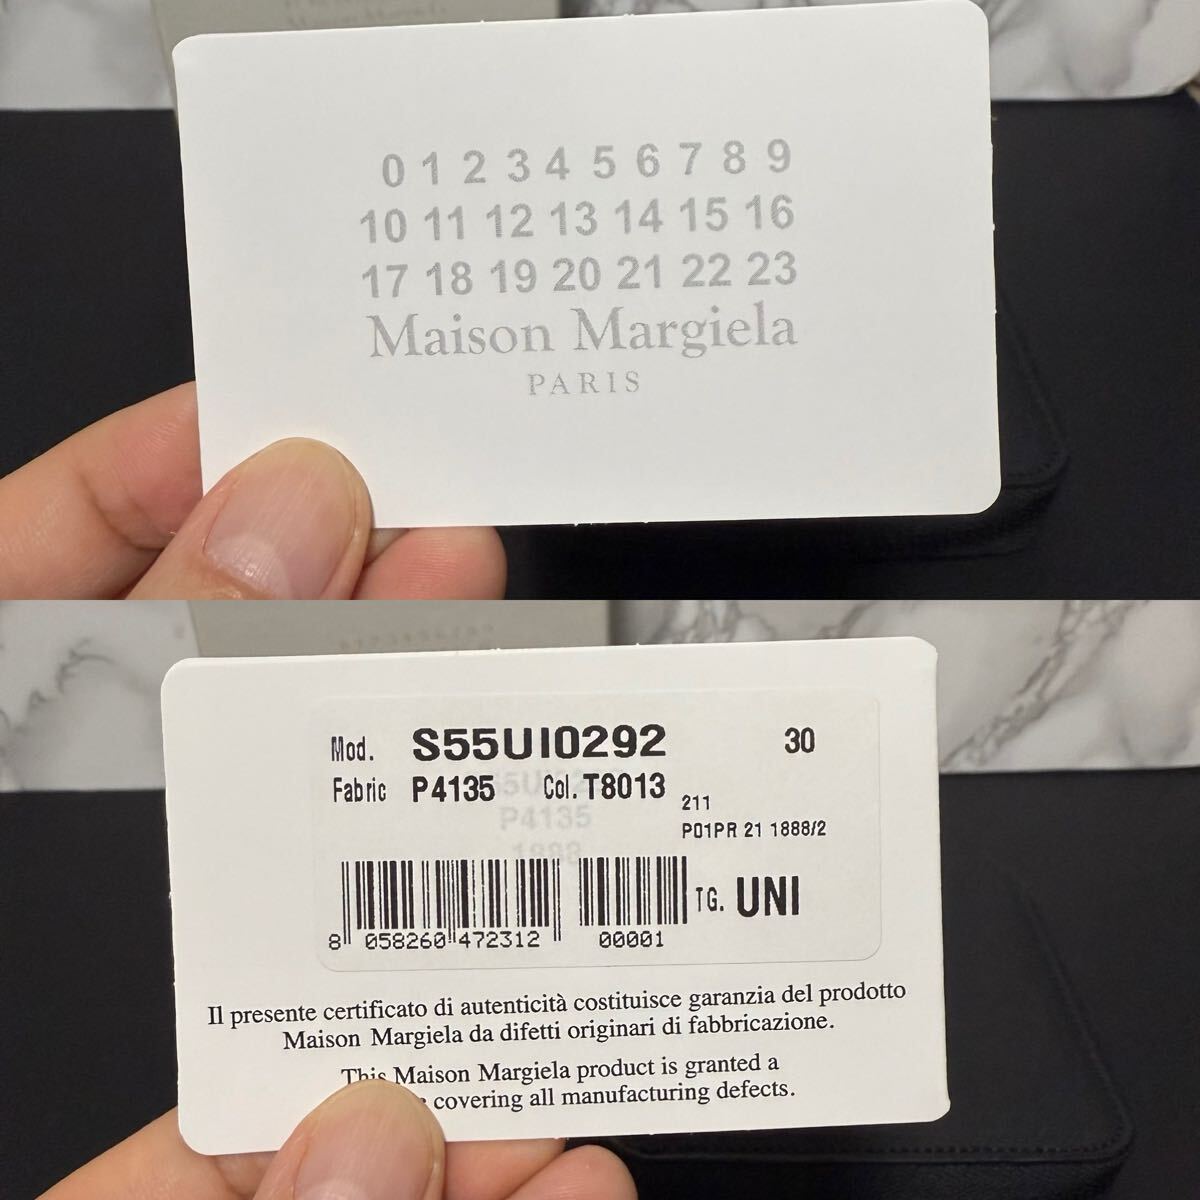 0 1 2 3 4 5 6 7 8 9
10 11 12 13 14 15 16
17 18 19 20 21 22 23
Maison Margiela
PARIS
Mod. S55UI0292 30
Fabric P4135 Col. T8013
211
P01PR 21 1888/2
P4135
1888
TG. UNI
8 058260 472312 00001
Il presente certificato di autenticità costituisce garanzia del prodotto
Maison Margiela da difetti originari di fabbricazione.
This Maison Margiela product is granted a
covering all manufacturing defects.